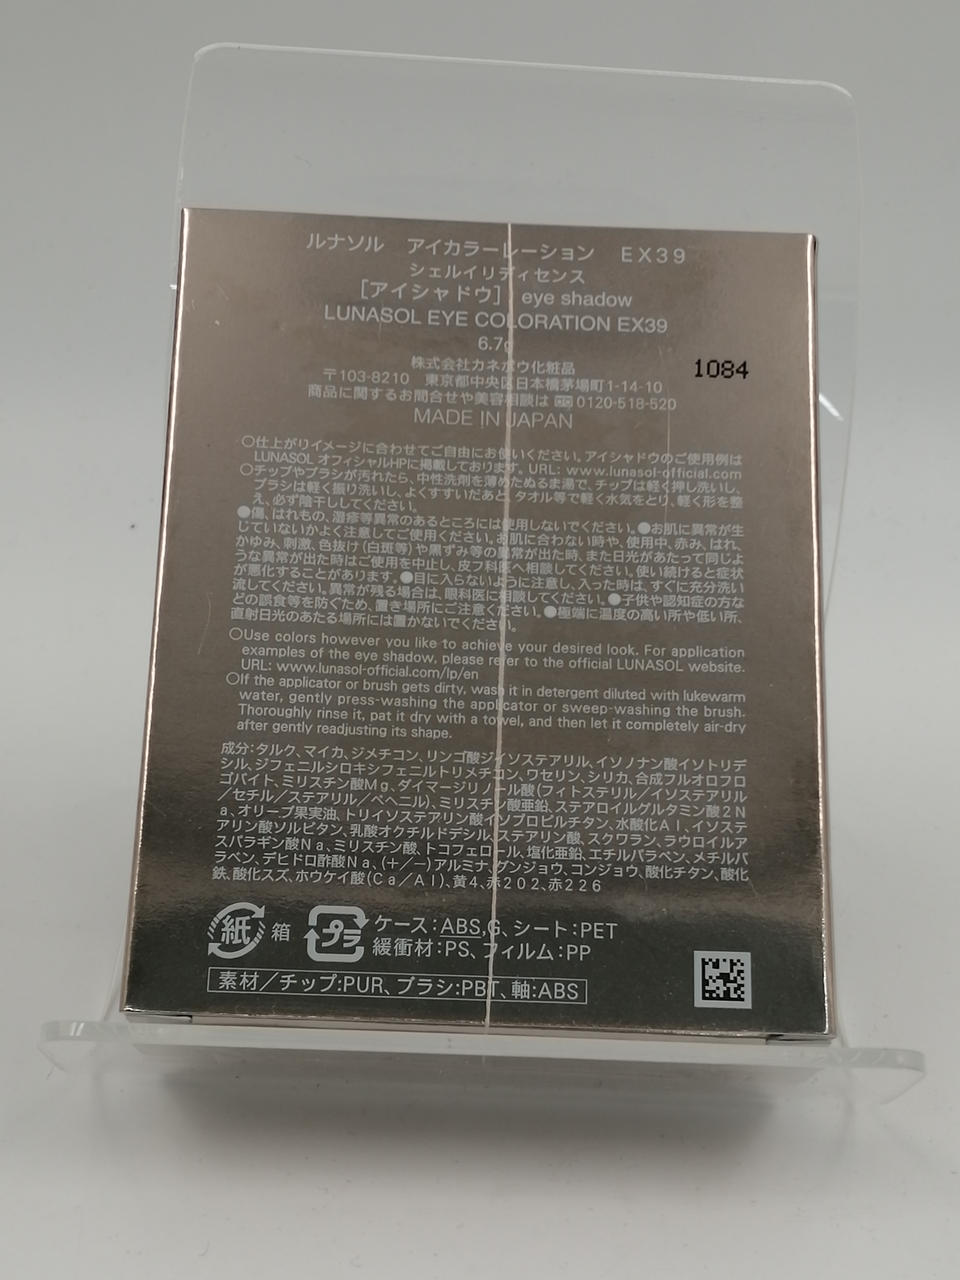 ルナソル アイカラーレーション EX39
シェルイリディセンス
[アイシャドウ] eye shadow
LUNASOL EYE COLORATION EX39
6.7g
株式会社カネボウ化粧品
〒103-8210 東京都中央区日本橋茅場町1-14-10
商品に関するお問合せや美容相談は 0120-518-520
MADE IN JAPAN
1084
○仕上がりイメージに合わせてご自由にお使いください。アイシャドウのご使用例は
LUNASOL オフィシャルHPに掲載しております。URL: www.lunasol-official.com
○チップやブラシが汚れたら、中性洗剤を薄めたぬるま湯で、チップは軽く押し洗いし、
ブラシは軽く振り洗いし、よくすすいだあと、タオル等で軽く水気をとり、軽く形を整
え、必ず陰干ししてください。
●傷、はれもの、湿疹等異常のあるところには使用しないでください。●お肌に異常が生
じていないかよく注意してご使用ください。お肌に合わない時や、使用中、赤み、はれ、
かゆみ、刺激、色抜け(白斑等)や黒ずみ等の異常が出た時、また日光があたって同じよ
うな異常が出た時はご使用を中止し、皮フ科医へ相談してください。使い続けると症状
が悪化することがあります。●目に入らないように注意し、入った時は、すぐに充分洗い
流してください。異常が残る場合は、眼科医に相談してください。●子供や認知症の方な
どの誤食等を防ぐため、置き場所にご注意ください。●極端に温度の高い所や低い所、
直射日光のあたる場所には置かないでください。
○Use colors however you like to achieve your desired look. For application
examples of the eye shadow, please refer to the official LUNASOL website.
URL: www.lunasol-official.com/lp/en
○If the applicator or brush gets dirty, wash it in detergent diluted with lukewarm
water, gently press-washing the applicator or sweep-washing the brush.
Thoroughly rinse it, pat it dry with a towel, and then let it completely air-dry
after gently readjusting its shape.
成分:タルク、マイカ、ジメチコン、リンゴ酸ジイソステアリル、イソノナン酸イソトリデ
シル、ジフェニルシロキシフェニルトリメチコン、ワセリン、シリカ、合成フルオロフロ
ゴパイト、ミリスチン酸Mg、ダイマージリノール酸(フィトステリル/イソステアリル
/セチル/ステアリル/ベヘニル)、ミリスチン酸亜鉛、ステアロイルグルタミン酸2N
a、オリーブ果実油、トリイソステアリン酸イソプロピルチタン、水酸化Al、イソステ
アリン酸ソルビタン、乳酸オクチルドデシル、ステアリン酸、スクワラン、ラウロイルア
スパラギン酸Na、ミリスチン酸、トコフェロール、塩化亜鉛、エチルパラベン、メチルパ
ラベン、デヒドロ酢酸Na、(+/−)アルミナ、グンジョウ、コンジョウ、酸化チタン、酸化
鉄、酸化スズ、ホウケイ酸(Ca/Al)、黄4、赤202、赤226
紙 箱 プラ ケース:ABS,G、シート:PET
緩衝材:PS、フィルム:PP
素材/チップ:PUR、ブラシ:PBT、軸:ABS